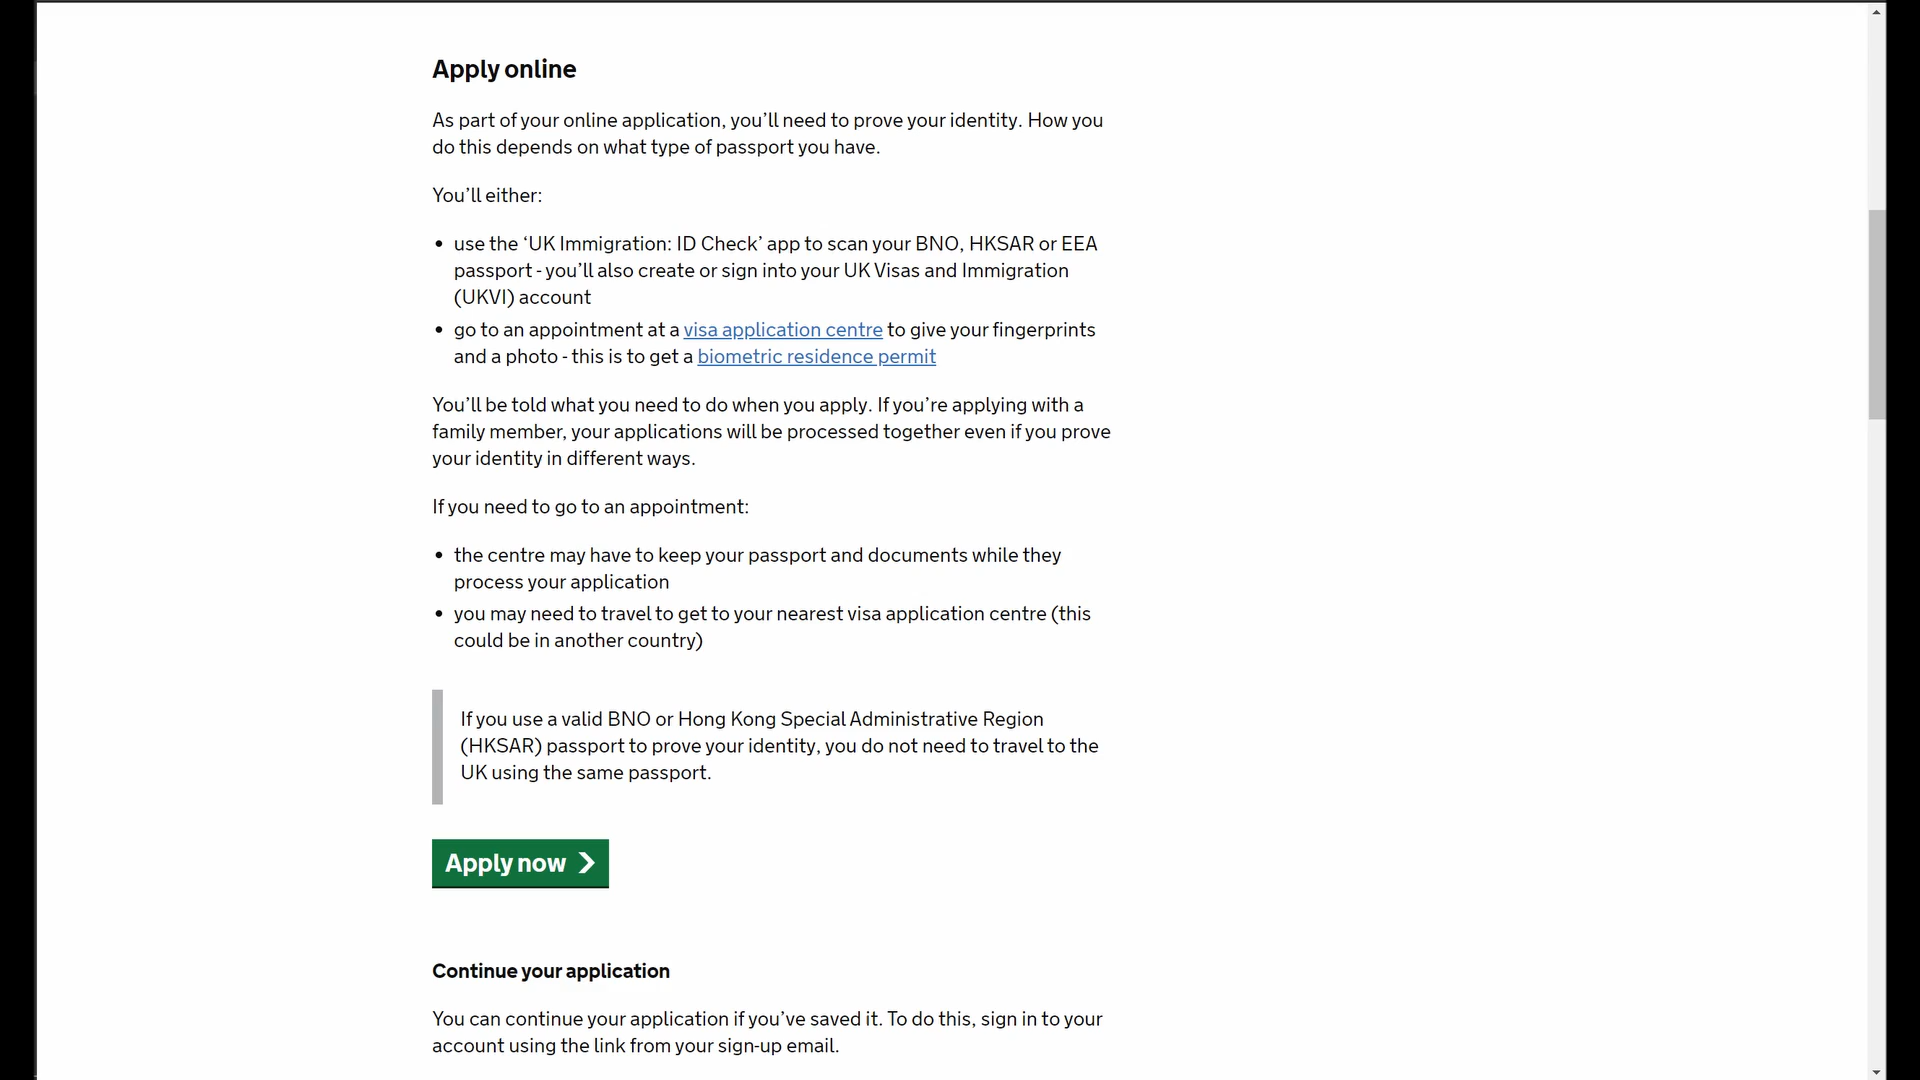 Apply online
As part of your online application, you’ll need to prove your identity. How you
do this depends on what type of passport you have.
You’ll either:
• use the ‘UK Immigration: ID Check’ app to scan your BNO, HKSAR or EEA
passport - you’ll also create or sign into your UK Visas and Immigration
(UKVI) account
• go to an appointment at a visa application centre to give your fingerprints
and a photo - this is to get a biometric residence permit
You’ll be told what you need to do when you apply. If you’re applying with a
family member, your applications will be processed together even if you prove
your identity in different ways.
If you need to go to an appointment:
• the centre may have to keep your passport and documents while they
process your application
• you may need to travel to get to your nearest visa application centre (this
could be in another country)
If you use a valid BNO or Hong Kong Special Administrative Region
(HKSAR) passport to prove your identity, you do not need to travel to the
UK using the same passport.
Apply now
Continue your application
You can continue your application if you’ve saved it. To do this, sign in to your
account using the link from your sign-up email.